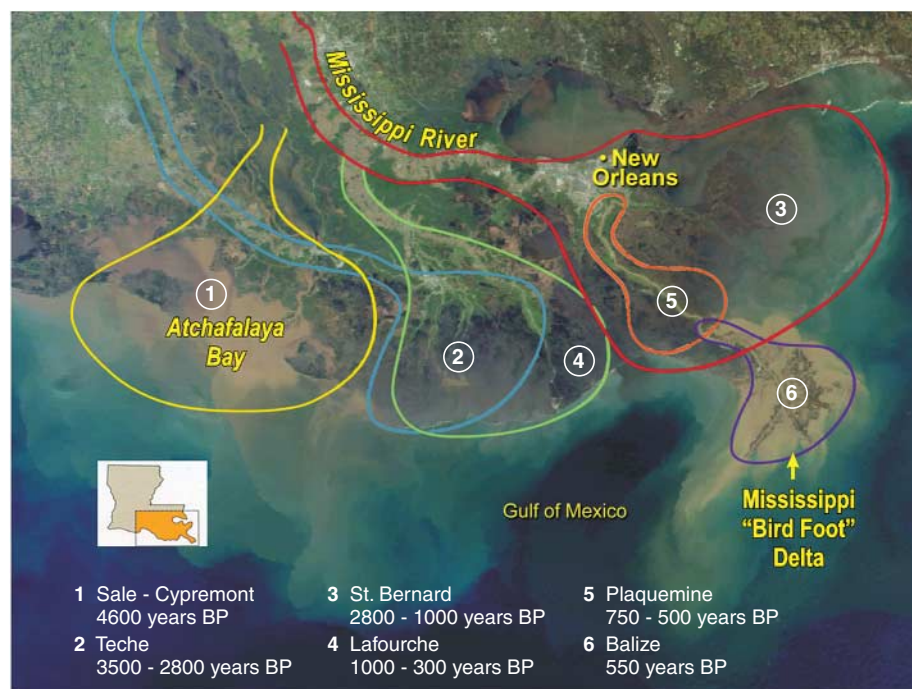 Mississippi River
• New
Orleans
3
1
Atchafalaya
Bay
5
2
4
6
Mississippi
“Bird Foot”
Delta
Gulf of Mexico
1 Sale - Cypremont
4600 years BP
2 Teche
3500 - 2800 years BP
3 St. Bernard
2800 - 1000 years BP
4 Lafourche
1000 - 300 years BP
5 Plaquemine
750 - 500 years BP
6 Balize
550 years BP